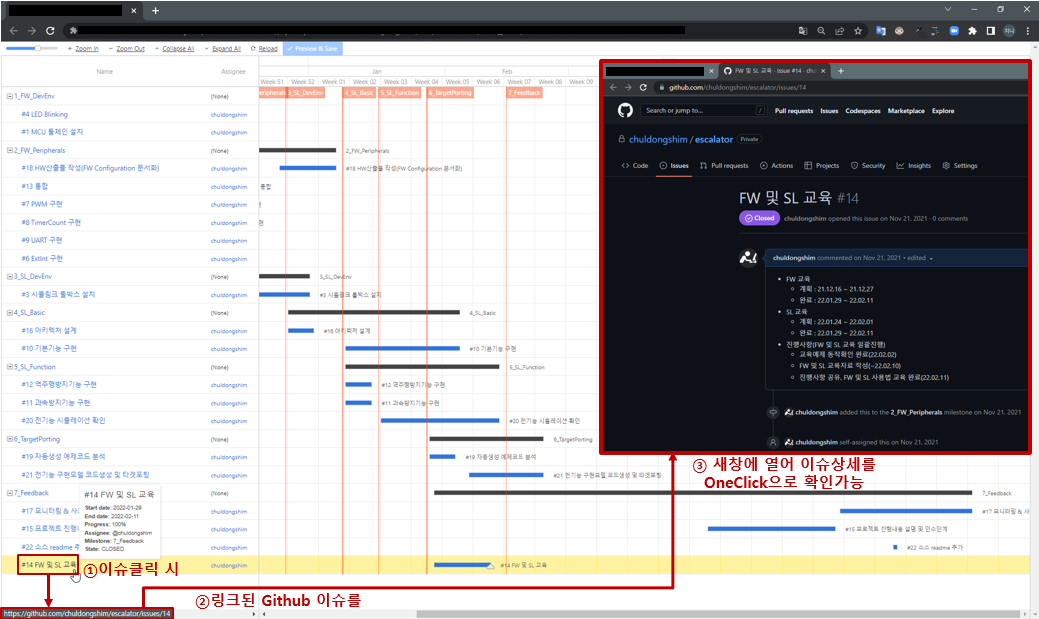 Zoom In
Zoom Out
Collapse All
Expand All
Reload
Preview & Save
Name
Assignee
Jan
Feb
Week 51
Week 52
Week 01
Week 02
Week 03
Week 04
Week 05
Week 06
Week 07
Week 08
Week 09
3_SL_DevEnv
4_SL_Basic
5_SL_Function
6_TargetPorting
7_Feedback
1_FW_DevEnv
(None)
#4 LED Blinking
chuldongshim
#1 MCU 툴체인 설치
chuldongshim
2_FW_Peripherals
(None)
2_FW_Peripherals
#18 HW산출물 작성(FW Configuration 문서화)
chuldongshim
#18 HW산출물 작성(FW Configuration 문서화)
#13 통합
chuldongshim
통합
#7 PWM 구현
chuldongshim
#8 TimerCount 구현
chuldongshim
#9 UART 구현
chuldongshim
#6 ExtInt 구현
chuldongshim
3_SL_DevEnv
(None)
3_SL_DevEnv
#3 시뮬링크 툴박스 설치
chuldongshim
#3 시뮬링크 툴박스 설치
4_SL_Basic
(None)
4_SL_Basic
#16 아키텍처 설계
chuldongshim
#16 아키텍처 설계
#10 기본기능 구현
chuldongshim
#10 기본기능 구현
5_SL_Function
(None)
5_SL_Function
#12 역주행방지기능 구현
chuldongshim
#12 역주행방지기능 구현
#11 과속방지기능 구현
chuldongshim
#11 과속방지기능 구현
#20 전기능 시뮬레이션 확인
chuldongshim
#20 전기능 시뮬레이션 확인
6_TargetPorting
(None)
6_TargetPorting
#19 자동생성 예제코드 분석
chuldongshim
#19 자동생성 예제코드 분석
#21 전기능 구현모델 코드생성 및 타겟포팅
chuldongshim
#21 전기능 구현모델 코드생성 및 타겟포팅
7_Feedback
(None)
7_Feedback
#17 모니터링 & 사
chuldongshim
#17 모니터링 & 사
#15 프로젝트 진행내
chuldongshim
#15 프로젝트 진행내용 설명 및 인수인계
#22 소스 readme 추
chuldongshim
#22 소스 readme 추가
#14 FW 및 SL 교육
chuldongshim
#14 FW 및 SL 교육
#14 FW 및 SL 교육
Start date: 2022-01-29
End date: 2022-02-11
Progress: 100%
Assignee: @chuldongshim
Milestone: 7_Feedback
State: CLOSED
①이슈클릭 시
②링크된 Github 이슈를
https://github.com/chuldongshim/escalator/issues/14
FW 및 SL 교육 · Issue #14 · chu
github.com/chuldongshim/escalator/issues/14
Search or jump to...
/
Pull requests
Issues
Codespaces
Marketplace
Explore
chuldongshim / escalator
Private
Code
Issues
Pull requests
Actions
Projects
Security
Insights
Settings
FW 및 SL 교육 #14
Closed
chuldongshim opened this issue on Nov 21, 2021 · 0 comments
chuldongshim commented on Nov 21, 2021 • edited
• FW 교육
계획 : 21.12.16 ~ 21.12.27
완료 : 22.01.29 ~ 22.02.11
• SL 교육
계획 : 22.01.24 ~ 22.02.01
완료 : 22.01.29 ~ 22.02.11
• 진행사항(FW 및 SL 교육 일괄진행)
교육예제 동작확인 완료(22.02.02)
FW 및 SL 교육자료 작성(~22.02.10)
진행사항 공유, FW 및 SL 사용법 교육 완료(22.02.11)
chuldongshim added this to the 2_FW_Peripherals milestone on Nov 21, 2021
chuldongshim self-assigned this on Nov 21, 2021
③ 새창에 열어 이슈상세를
OneClick으로 확인가능